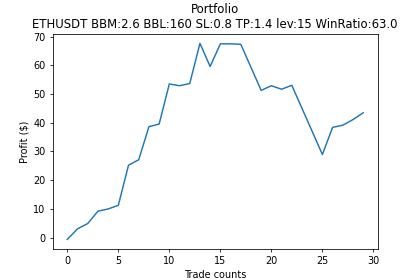 Portfolio
ETHUSDT BBM:2.6 BBL:160 SL:0.8 TP:1.4 lev:15 WinRatio:63.0
70
60
50
40
30
20
10
0
Profit ($)
0 5 10 15 20 25 30
Trade counts